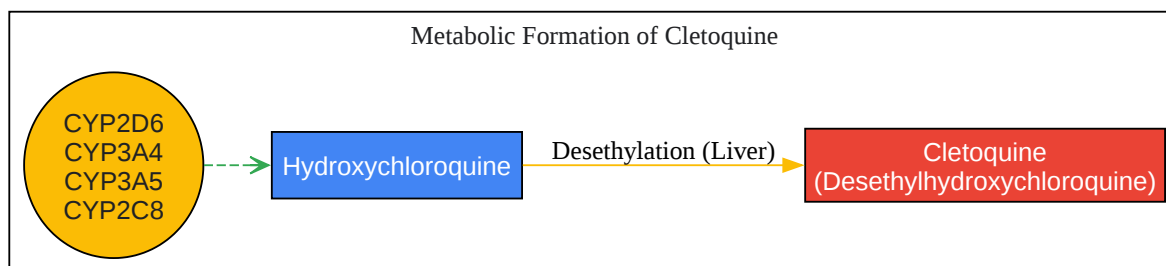 Metabolic Formation of Cletoquine
CYP2D6
CYP3A4
CYP3A5
CYP2C8
Hydroxychloroquine
Desethylation (Liver)
Cletoquine
(Desethylhydroxychloroquine)